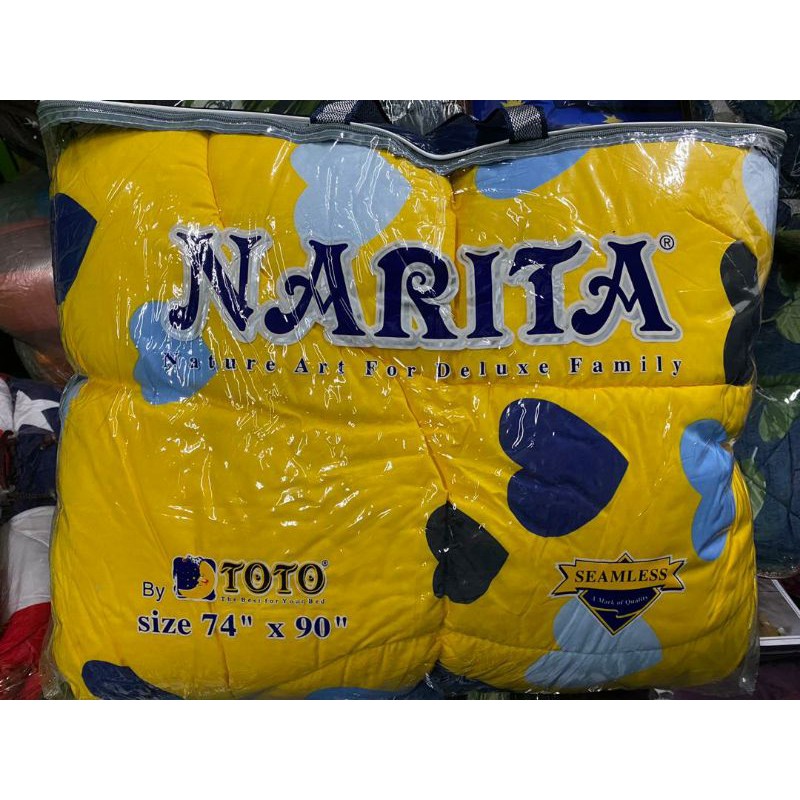 NARITA®
Nature Art For Deluxe Family
By TOTO®
The Best for Your Bed
size 74" x 90"
SEAMLESS
A Mark of Quality